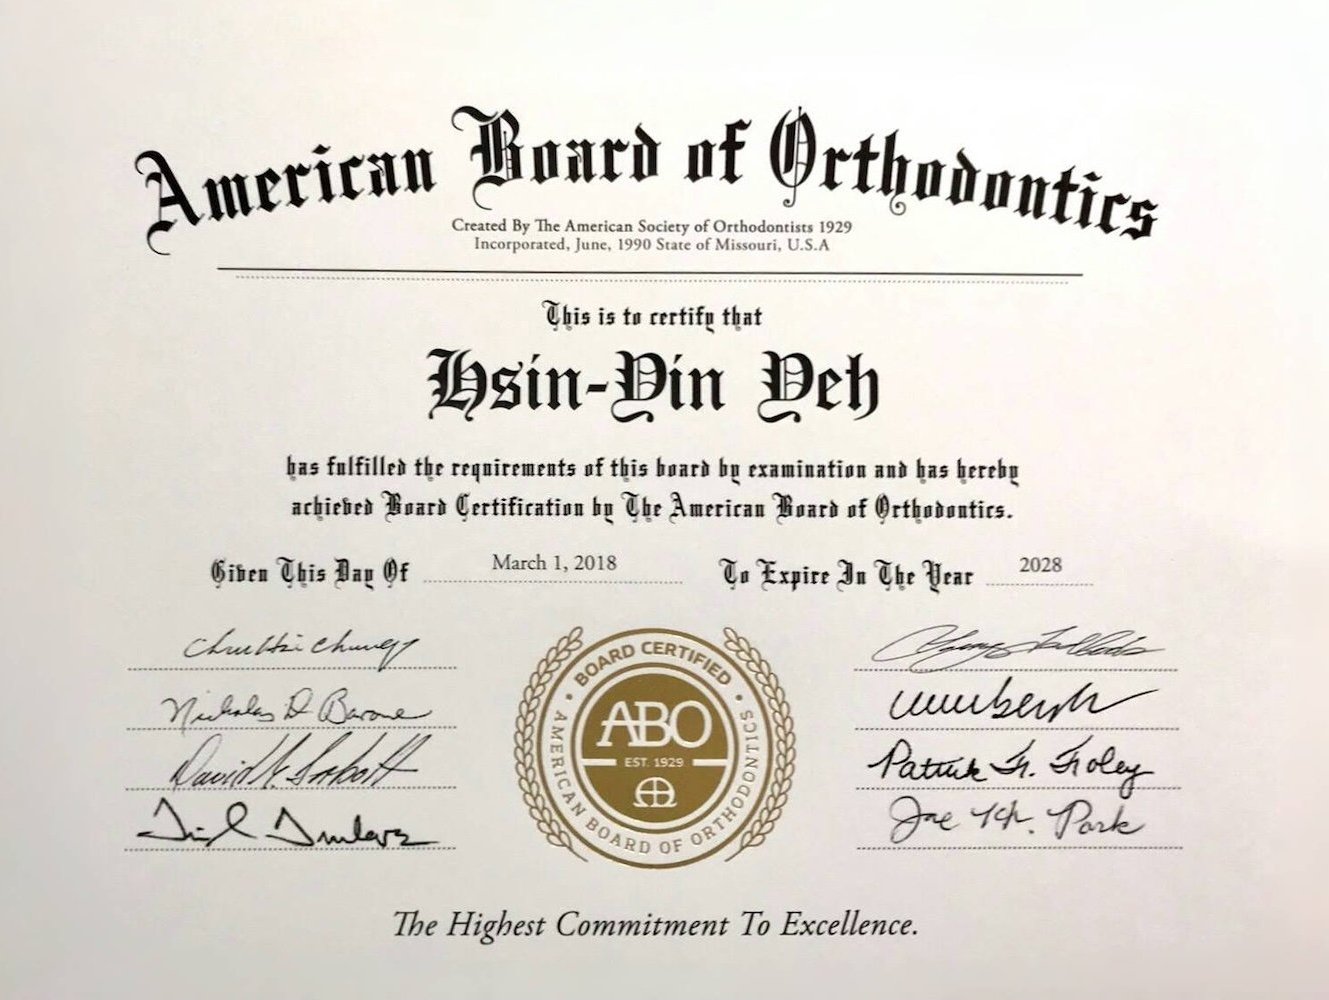 American Board of Orthodontics
Created By The American Society of Orthodontists 1929
Incorporated, June, 1990 State of Missouri, U.S.A
This is to certify that
Hsin-Yin Yeh
has fulfilled the requirements of this board by examination and has hereby
achieved Board Certification by The American Board of Orthodontics.
Given This Day Of March 1, 2018 To Expire In The Year 2028
Nicholas D. Barone
Patrick F. Foley
Jae H. Park
BOARD CERTIFIED
ABO
EST. 1929
AMERICAN BOARD OF ORTHODONTICS
The Highest Commitment To Excellence.